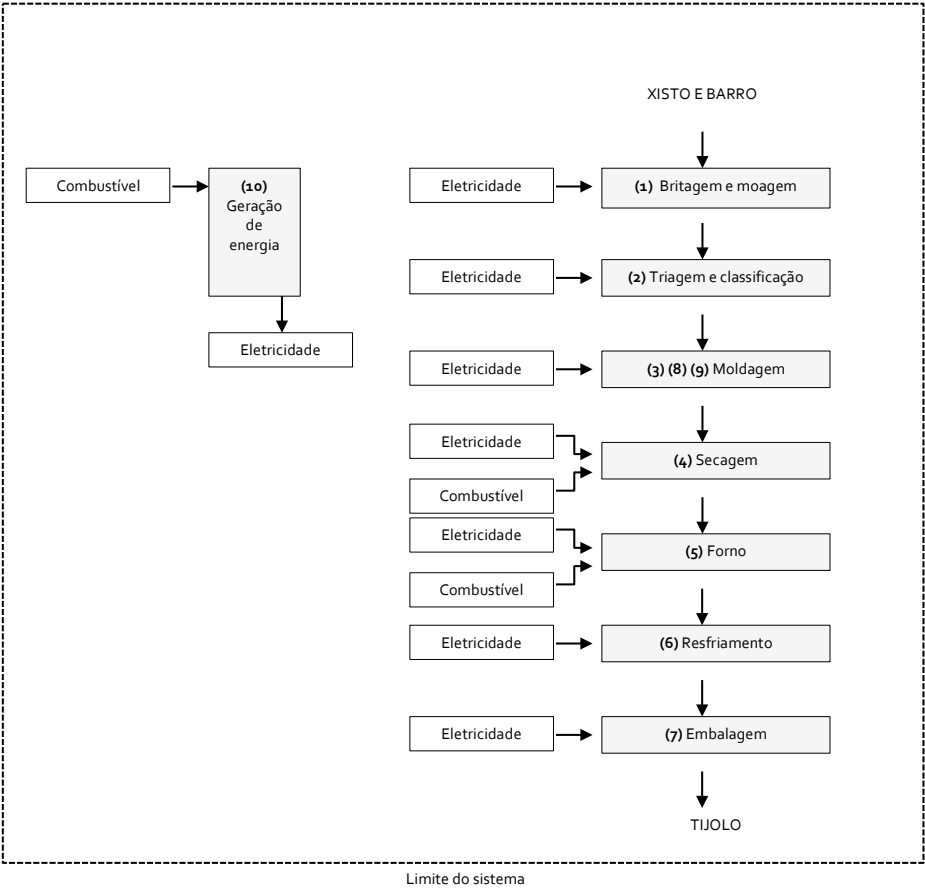 XISTO E BARRO
Combustível
(10)
Geração
de
energia
Eletricidade
Eletricidade
(1) Britagem e moagem
Eletricidade
(2) Triagem e classificação
Eletricidade
(3) (8) (9) Moldagem
Eletricidade
Combustível
(4) Secagem
Eletricidade
Combustível
(5) Forno
Eletricidade
(6) Resfriamento
Eletricidade
(7) Embalagem
TIJOLO
Limite do sistema